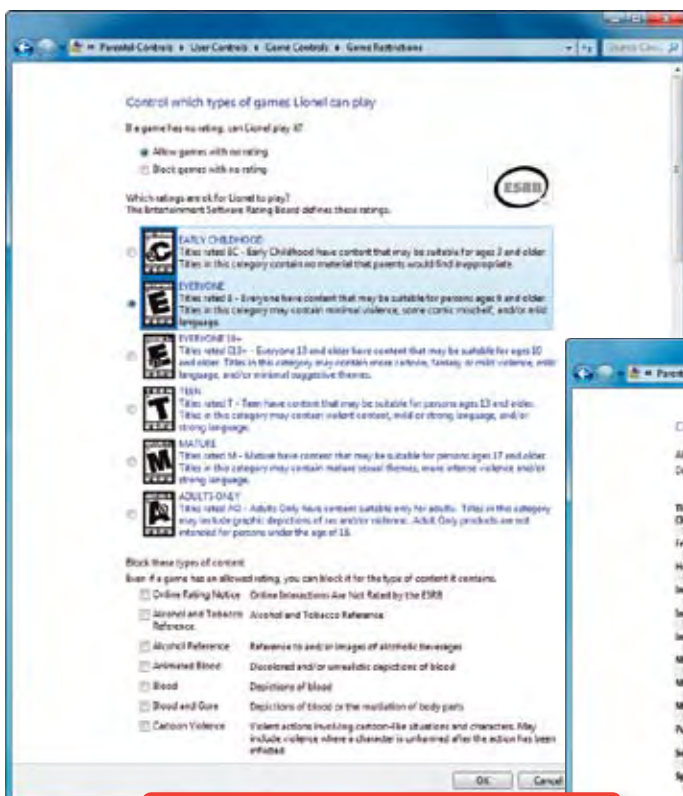 Parental Controls ▸ User Controls ▸ Game Controls ▸ Game Restrictions
Control which types of games Lionel can play
If a game has no rating, can Lionel play it?
Allow games with no rating
Block games with no rating
ESRB
Which ratings are ok for Lionel to play?
The Entertainment Software Rating Board defines these ratings.
EARLY CHILDHOOD
Titles rated EC - Early Childhood have content that may be suitable for ages 3 and older.
Titles in this category contain no material that parents would find inappropriate.
EVERYONE
Titles rated E - Everyone have content that may be suitable for persons ages 6 and older.
Titles in this category may contain minimal violence, some comic mischief, and/or mild
language.
EVERYONE 10+
Titles rated E10+ - Everyone 10 and older have content that may be suitable for ages 10
and older. Titles in this category may contain more cartoon, fantasy or mild violence, mild
language, and/or minimal suggestive themes.
TEEN
Titles rated T - Teen have content that may be suitable for persons ages 13 and older.
Titles in this category may contain violent content, mild or strong language, and/or
strong language.
MATURE
Titles rated M - Mature have content that may be suitable for persons ages 17 and older.
Titles in this category may contain mature sexual themes, more intense violence and/or
strong language.
ADULTS ONLY
Titles rated AO - Adults Only have content suitable only for adults. Titles in this category
may include graphic depictions of sex and/or violence. Adult Only products are not
intended for persons under the age of 18.
Block these types of content
Even if a game has an allowed rating, you can block it for the type of content it contains.
Online Rating Notice Online Interactions Are Not Rated by the ESRB
Alcohol and Tobacco Alcohol and Tobacco Reference
Reference
Alcohol Reference Reference to and/or images of alcoholic beverages
Animated Blood Discolored and/or unrealistic depictions of blood
Blood Depictions of blood
Blood and Gore Depictions of blood or the mutilation of body parts
Cartoon Violence Violent actions involving cartoon-like situations and characters. May
include violence where a character is unharmed after the action has been
inflicted
OK Cancel